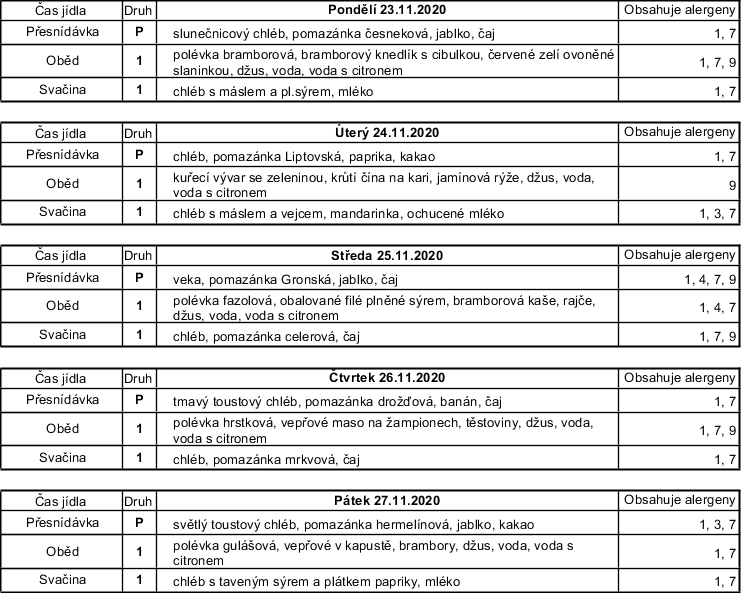 Čas jídla Druh Pondělí 23.11.2020 Obsahuje alergeny
Přesnídávka P slunečnicový chléb, pomazánka česneková, jablko, čaj 1, 7
Oběd 1 polévka bramborová, bramborový knedlík s cibulkou, červené zelí ovoněné 1, 7, 9
slaninkou, džus, voda, voda s citronem
Svačina 1 chléb s máslem a pl.sýrem, mléko 1, 7
Čas jídla Druh Úterý 24.11.2020 Obsahuje alergeny
Přesnídávka P chléb, pomazánka Liptovská, paprika, kakao 1, 7
Oběd 1 kuřecí vývar se zeleninou, krůtí čína na kari, jamínová rýže, džus, voda, 9
voda s citronem
Svačina 1 chléb s máslem a vejcem, mandarinka, ochucené mléko 1, 3, 7
Čas jídla Druh Středa 25.11.2020 Obsahuje alergeny
Přesnídávka P veka, pomazánka Gronská, jablko, čaj 1, 4, 7, 9
Oběd 1 polévka fazolová, obalované filé plněné sýrem, bramborová kaše, rajče, 1, 4, 7
džus, voda, voda s citronem
Svačina 1 chléb, pomazánka celerová, čaj 1, 7, 9
Čas jídla Druh Čtvrtek 26.11.2020 Obsahuje alergeny
Přesnídávka P tmavý toustový chléb, pomazánka drožďová, banán, čaj 1, 7
Oběd 1 polévka hrstková, vepřové maso na žampionech, těstoviny, džus, voda, 1, 7, 9
voda s citronem
Svačina 1 chléb, pomazánka mrkvová, čaj 1, 7
Čas jídla Druh Pátek 27.11.2020 Obsahuje alergeny
Přesnídávka P světlý toustový chléb, pomazánka hermelínová, jablko, kakao 1, 3, 7
Oběd 1 polévka gulášová, vepřové v kapustě, brambory, džus, voda, voda s 1, 7
citronem
Svačina 1 chléb s taveným sýrem a plátkem papriky, mléko 1, 7